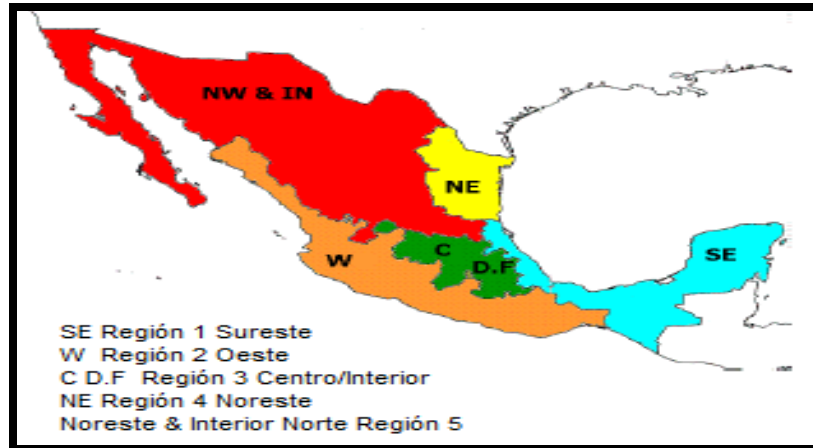 NW & IN
NE
SE
C
D.F
W
SE Región 1 Sureste
W Región 2 Oeste
C D.F Región 3 Centro/Interior
NE Región 4 Noreste
Noreste & Interior Norte Región 5